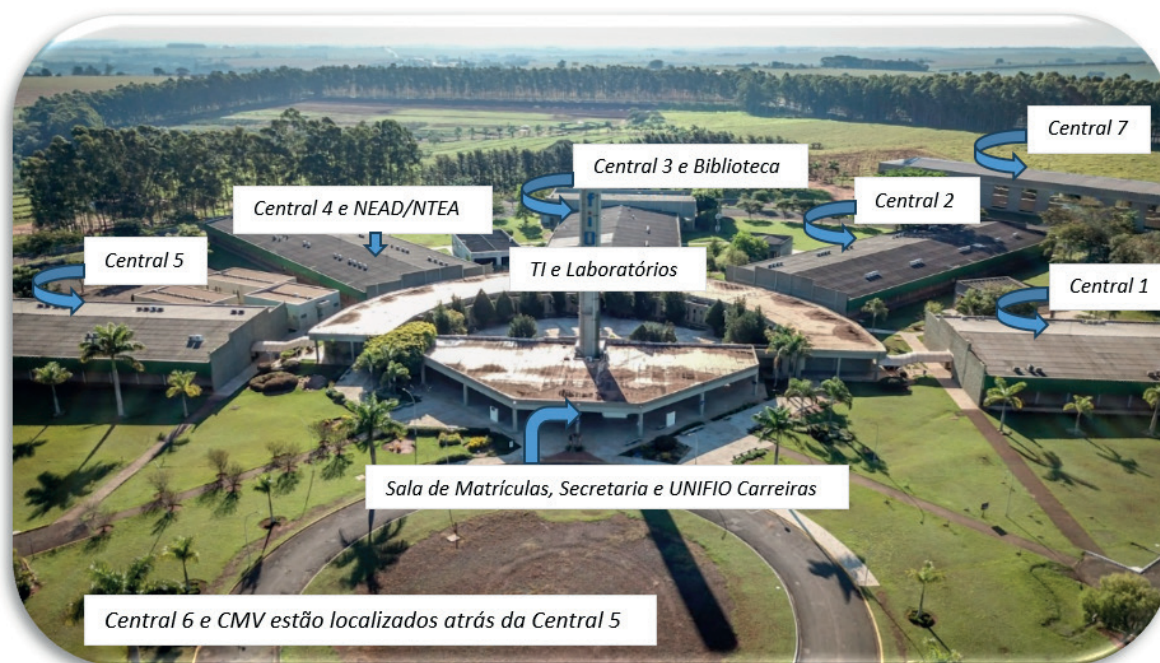 Central 7
Central 3 e Biblioteca
Central 2
Central 4 e NEAD/NTEA
Central 5
TI e Laboratórios
Central 1
Sala de Matrículas, Secretaria e UNIFIO Carreiras
Central 6 e CMV estão localizados atrás da Central 5